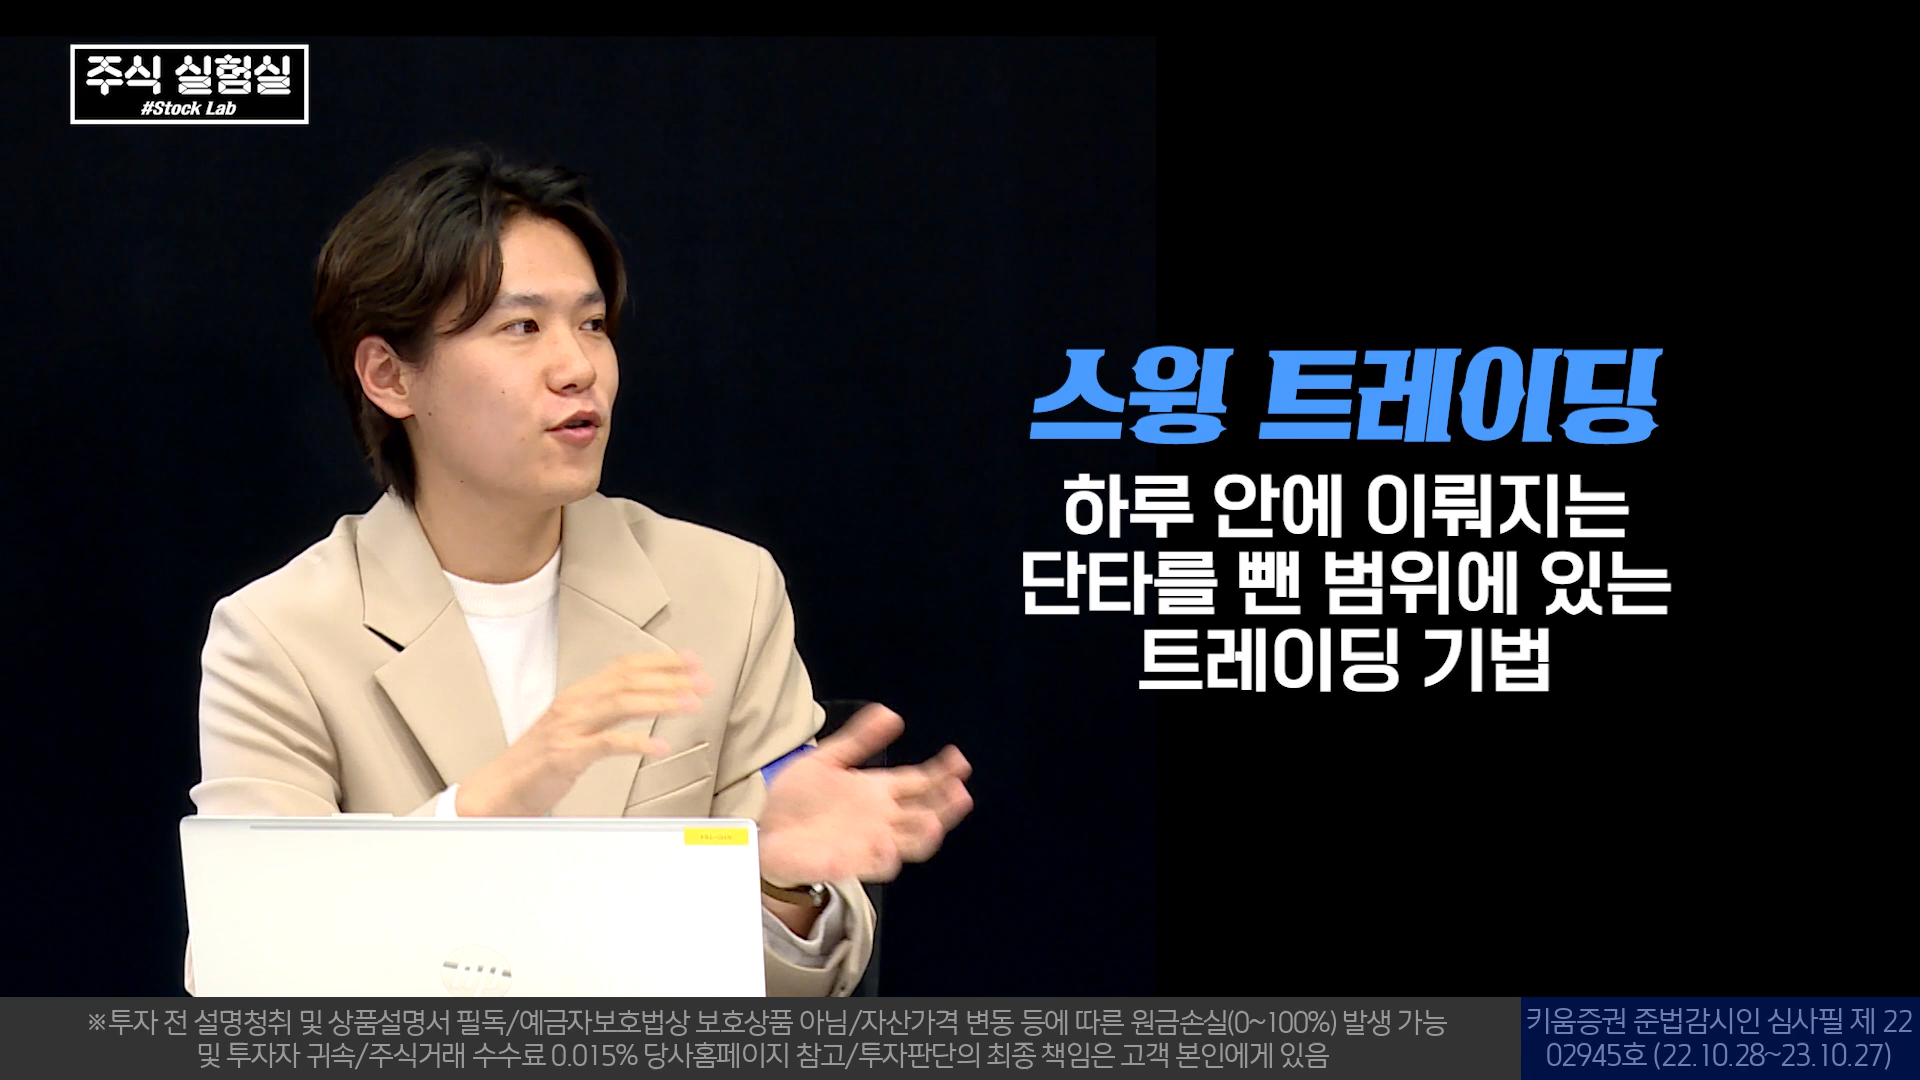 주식 실험실
#Stock Lab
스윙 트레이딩
하루 안에 이뤄지는
단타를 뺀 범위에 있는
트레이딩 기법
※투자 전 설명청취 및 상품설명서 필독/예금자보호법상 보호상품 아님/자산가격 변동 등에 따른 원금손실(0~100%) 발생 가능
및 투자자 귀속/주식거래 수수료 0.015% 당사홈페이지 참고/투자판단의 최종 책임은 고객 본인에게 있음
키움증권 준법감시인 심사필 제 22
02945호 (22.10.28~23.10.27)